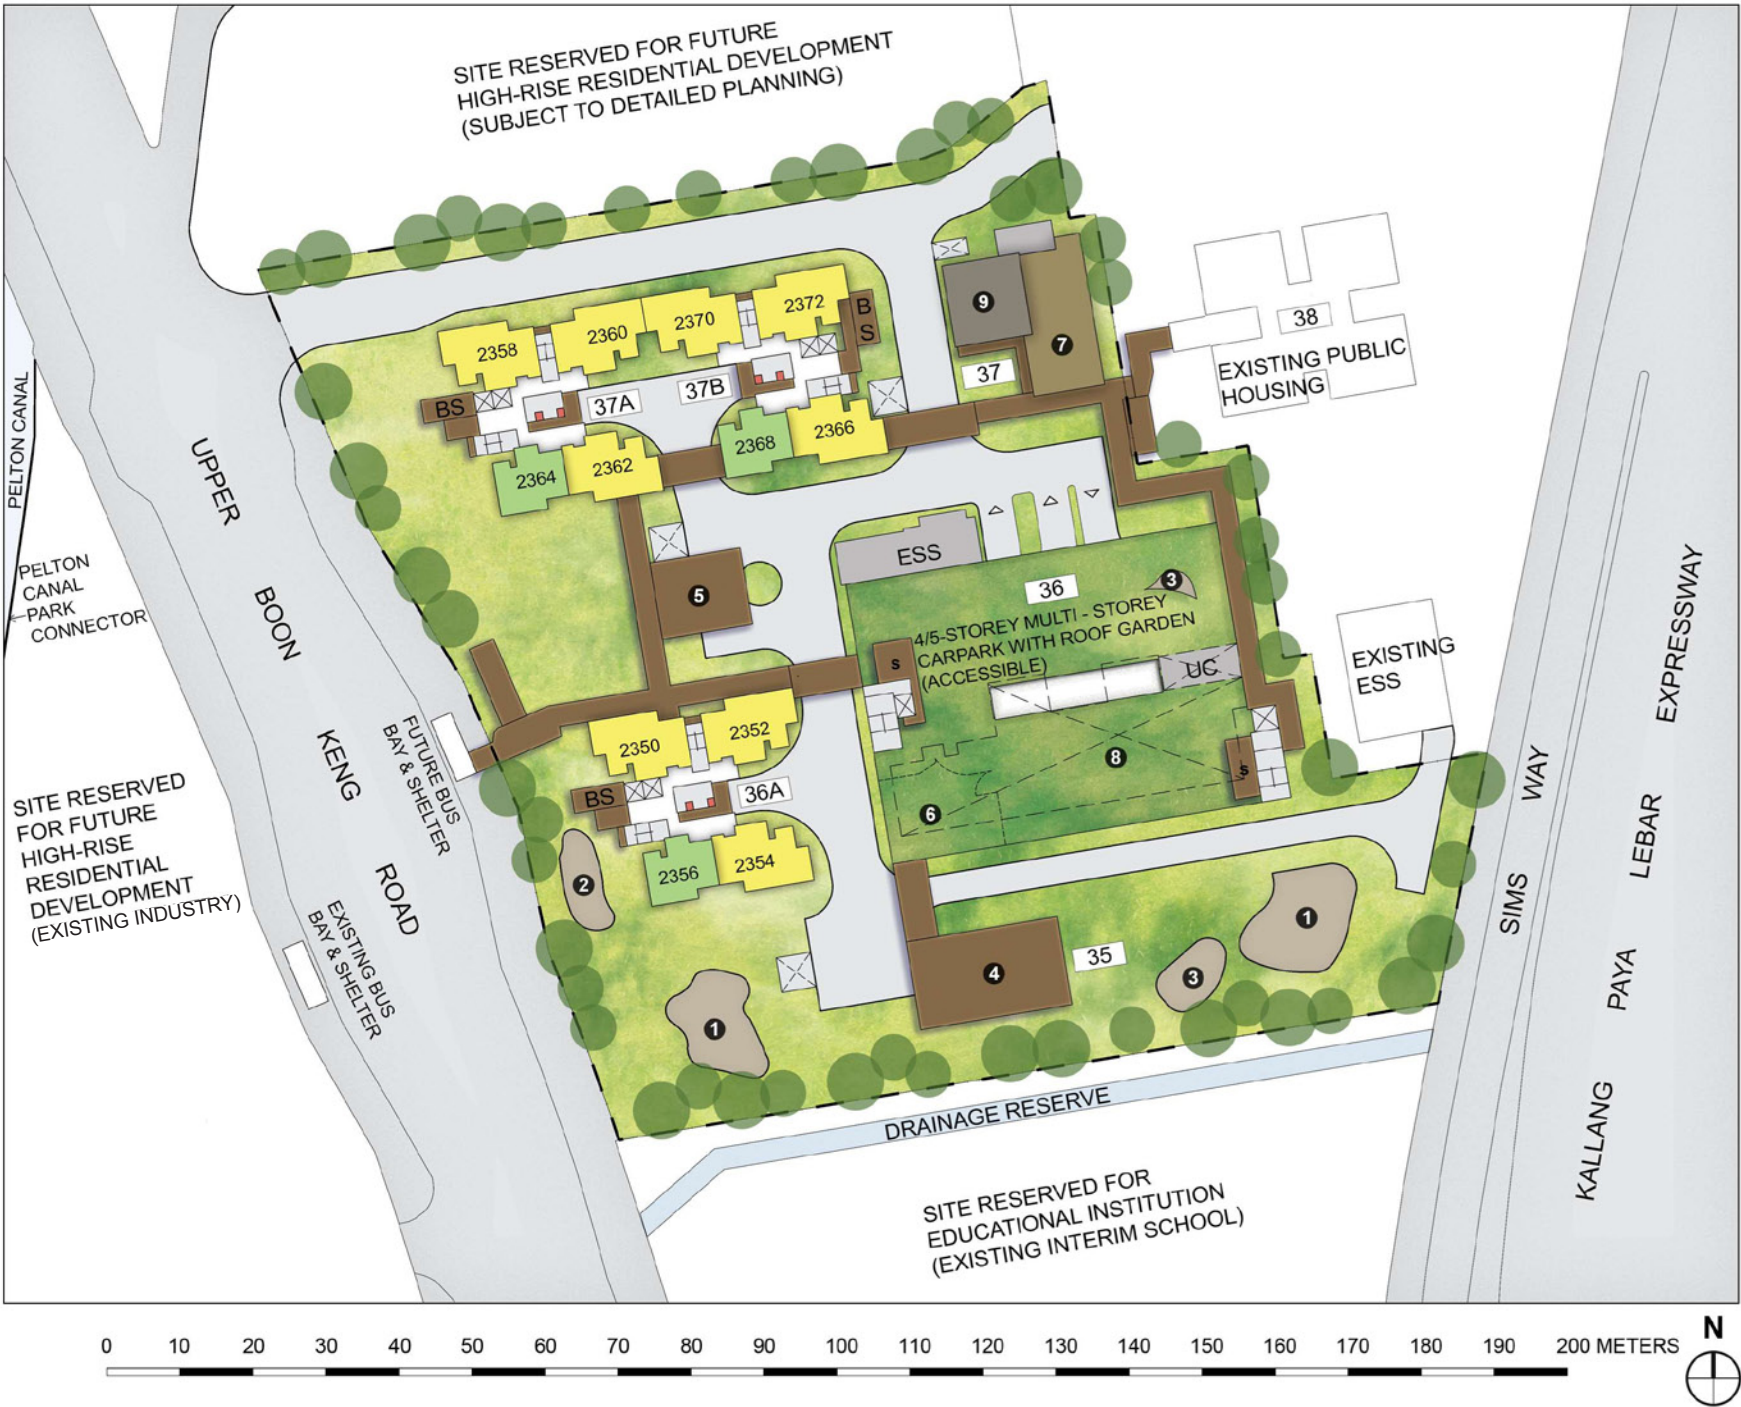 SITE RESERVED FOR FUTURE
HIGH-RISE RESIDENTIAL DEVELOPMENT
(SUBJECT TO DETAILED PLANNING)
2358
2360
2370
2372
B
S
9
7
37
38
EXISTING PUBLIC
HOUSING
BS
37A
37B
2364
2362
2368
2366
PELTON CANAL
PELTON
CANAL
PARK
CONNECTOR
UPPER
BOON
KENG
ROAD
5
ESS
36
3
4/5-STOREY MULTI - STOREY
CARPARK WITH ROOF GARDEN
(ACCESSIBLE)
S
UC
8
S
6
EXISTING
ESS
FUTURE BUS
BAY & SHELTER
2350
2352
BS
36A
2356
2354
2
1
4
35
3
1
SITE RESERVED
FOR FUTURE
HIGH-RISE
RESIDENTIAL
DEVELOPMENT
(EXISTING INDUSTRY)
EXISTING BUS
BAY & SHELTER
SIMS WAY
KALLANG PAYA LEBAR EXPRESSWAY
DRAINAGE RESERVE
SITE RESERVED FOR
EDUCATIONAL INSTITUTION
(EXISTING INTERIM SCHOOL)
0 10 20 30 40 50 60 70 80 90 100 110 120 130 140 150 160 170 180 190 200 METERS
N